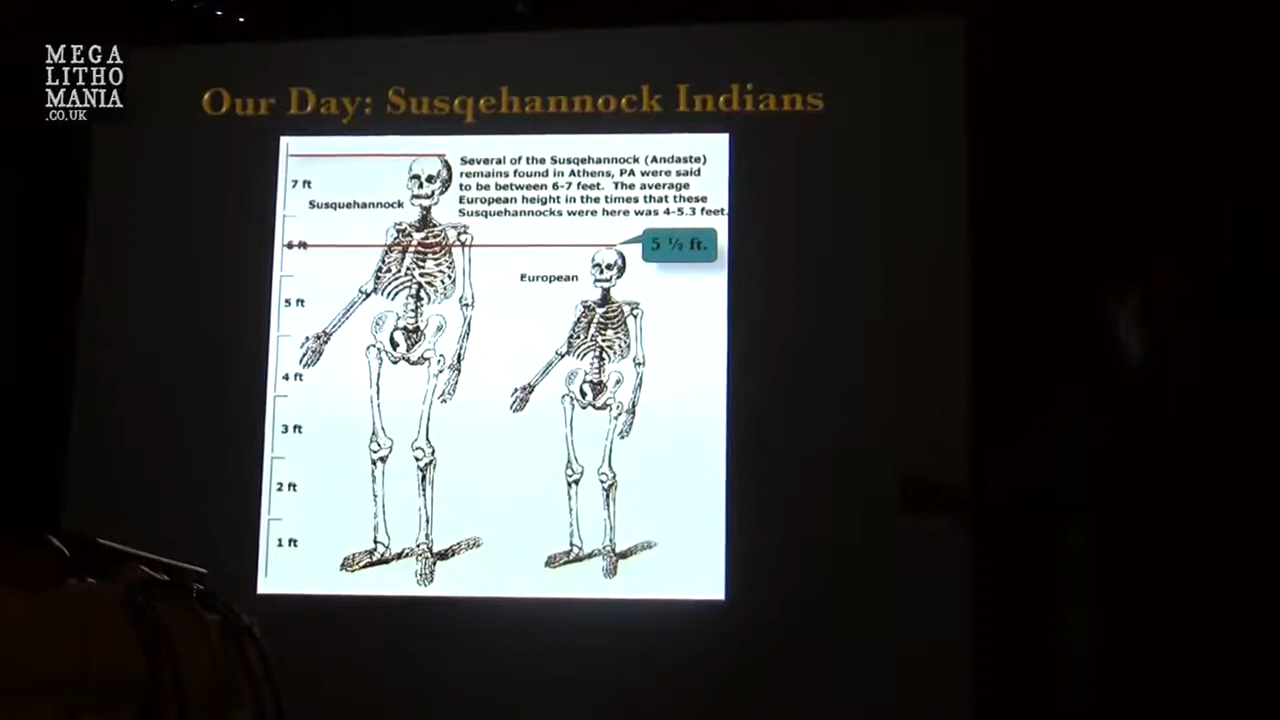 MEGA
LITHO
MANIA
.CO.UK
Our Day: Susqehannock Indians
Several of the Susqehannock (Andaste)
remains found in Athens, PA were said
to be between 6-7 feet. The average
European height in the times that these
Susquehannocks were here was 4-5.3 feet.
7 ft
Susquehannock
6 ft
5 ½ ft.
European
5 ft
4 ft
3 ft
2 ft
1 ft